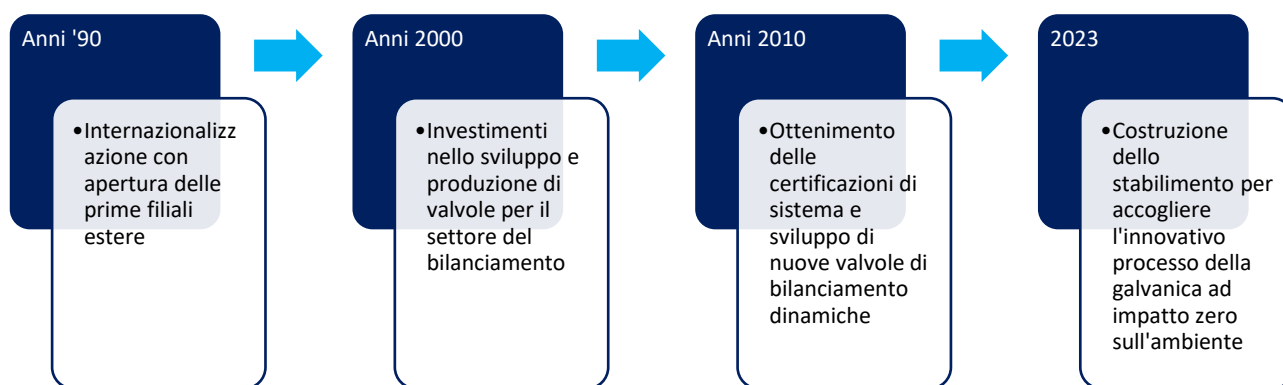 Anni '90
•Internazionalizz
azione con
apertura delle
prime filiali
estere
Anni 2000
•Investimenti
nello sviluppo e
produzione di
valvole per il
settore del
bilanciamento
Anni 2010
•Ottenimento
delle
certificazioni di
sistema e
sviluppo di
nuove valvole di
bilanciamento
dinamiche
2023
•Costruzione
dello
stabilimento per
accogliere
l'innovativo
processo della
galvanica ad
impatto zero
sull'ambiente